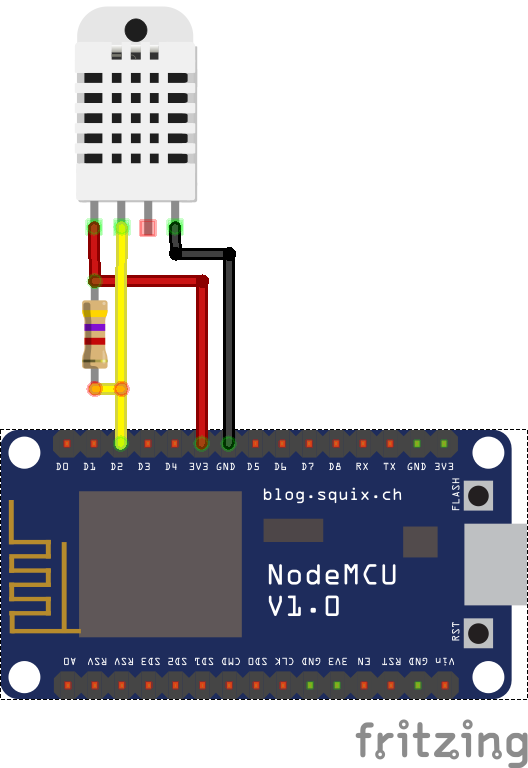 D0 D1 D2 D3 D4 3V3 GND D5 D6 D7 D8 RX TX GND 3V3
blog.squix.ch
FLASH
NodeMCU
V1.0
RST
A0 RSV RSV SD3 SD2 SD1 CMD SD0 CLK GND 3V3 EN RST GND Vin
fritzing